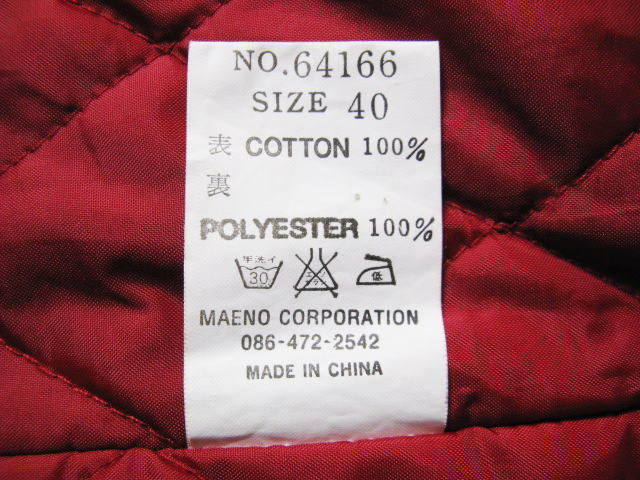 NO.64166
SIZE 40
表 COTTON 100%
裏
POLYESTER 100%
手洗イ
30
低
MAENO CORPORATION
086-472-2542
MADE IN CHINA